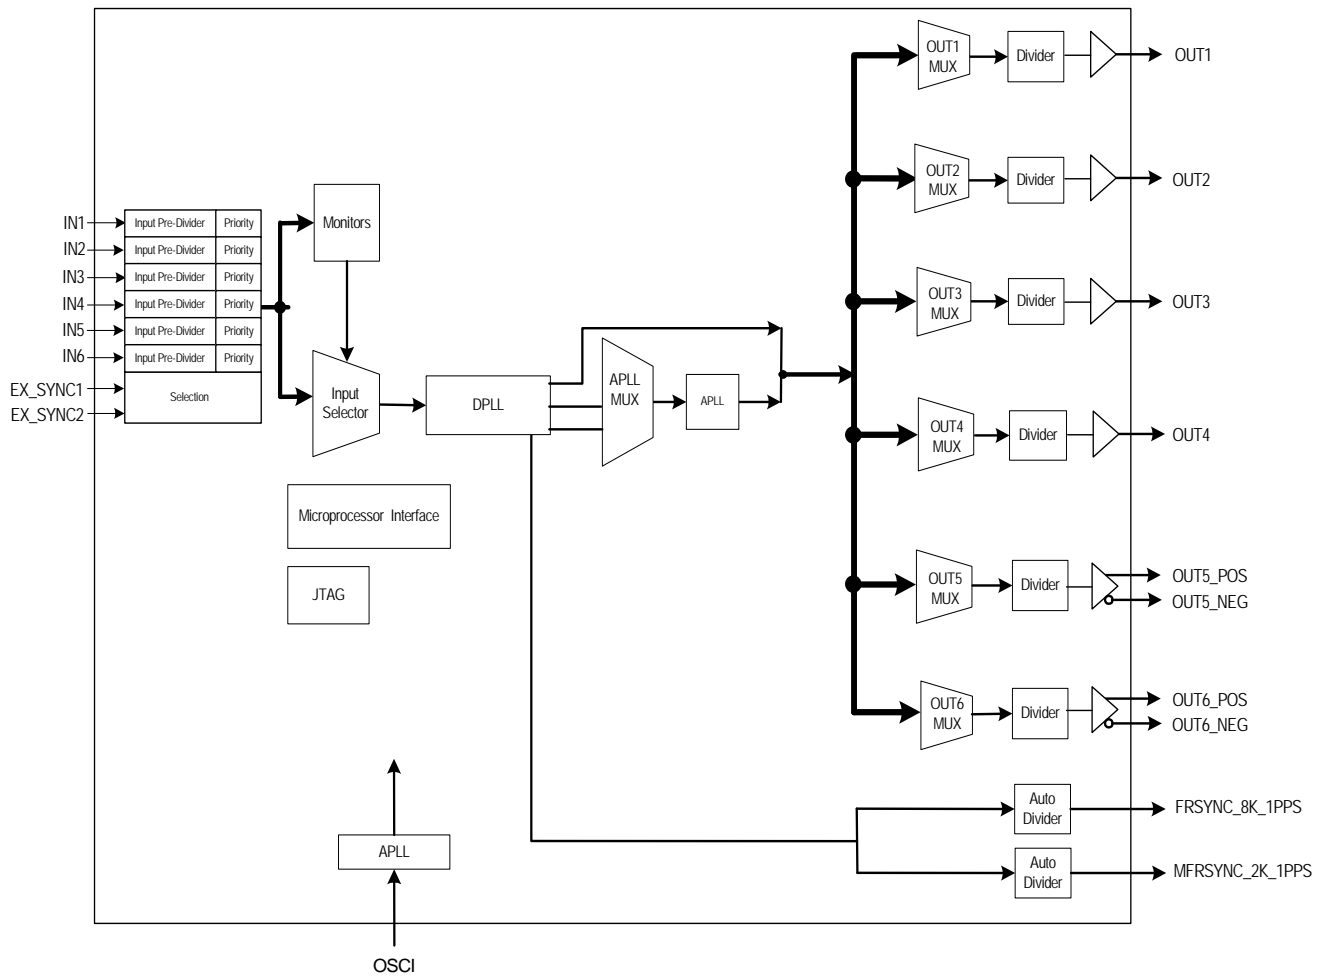 OUT1
MUX
Divider
OUT1
OUT2
MUX
Divider
OUT2
IN1
Input Pre-Divider
Priority
IN2
Input Pre-Divider
Priority
IN3
Input Pre-Divider
Priority
IN4
Input Pre-Divider
Priority
IN5
Input Pre-Divider
Priority
IN6
Input Pre-Divider
Priority
EX_SYNC1
EX_SYNC2
Selection
Monitors
Input
Selector
DPLL
APLL
MUX
APLL
OUT3
MUX
Divider
OUT3
OUT4
MUX
Divider
OUT4
Microprocessor Interface
JTAG
OUT5
MUX
Divider
OUT5_POS
OUT5_NEG
OUT6
MUX
Divider
OUT6_POS
OUT6_NEG
Auto
Divider
FRSYNC_8K_1PPS
Auto
Divider
MFRSYNC_2K_1PPS
APLL
OSCI